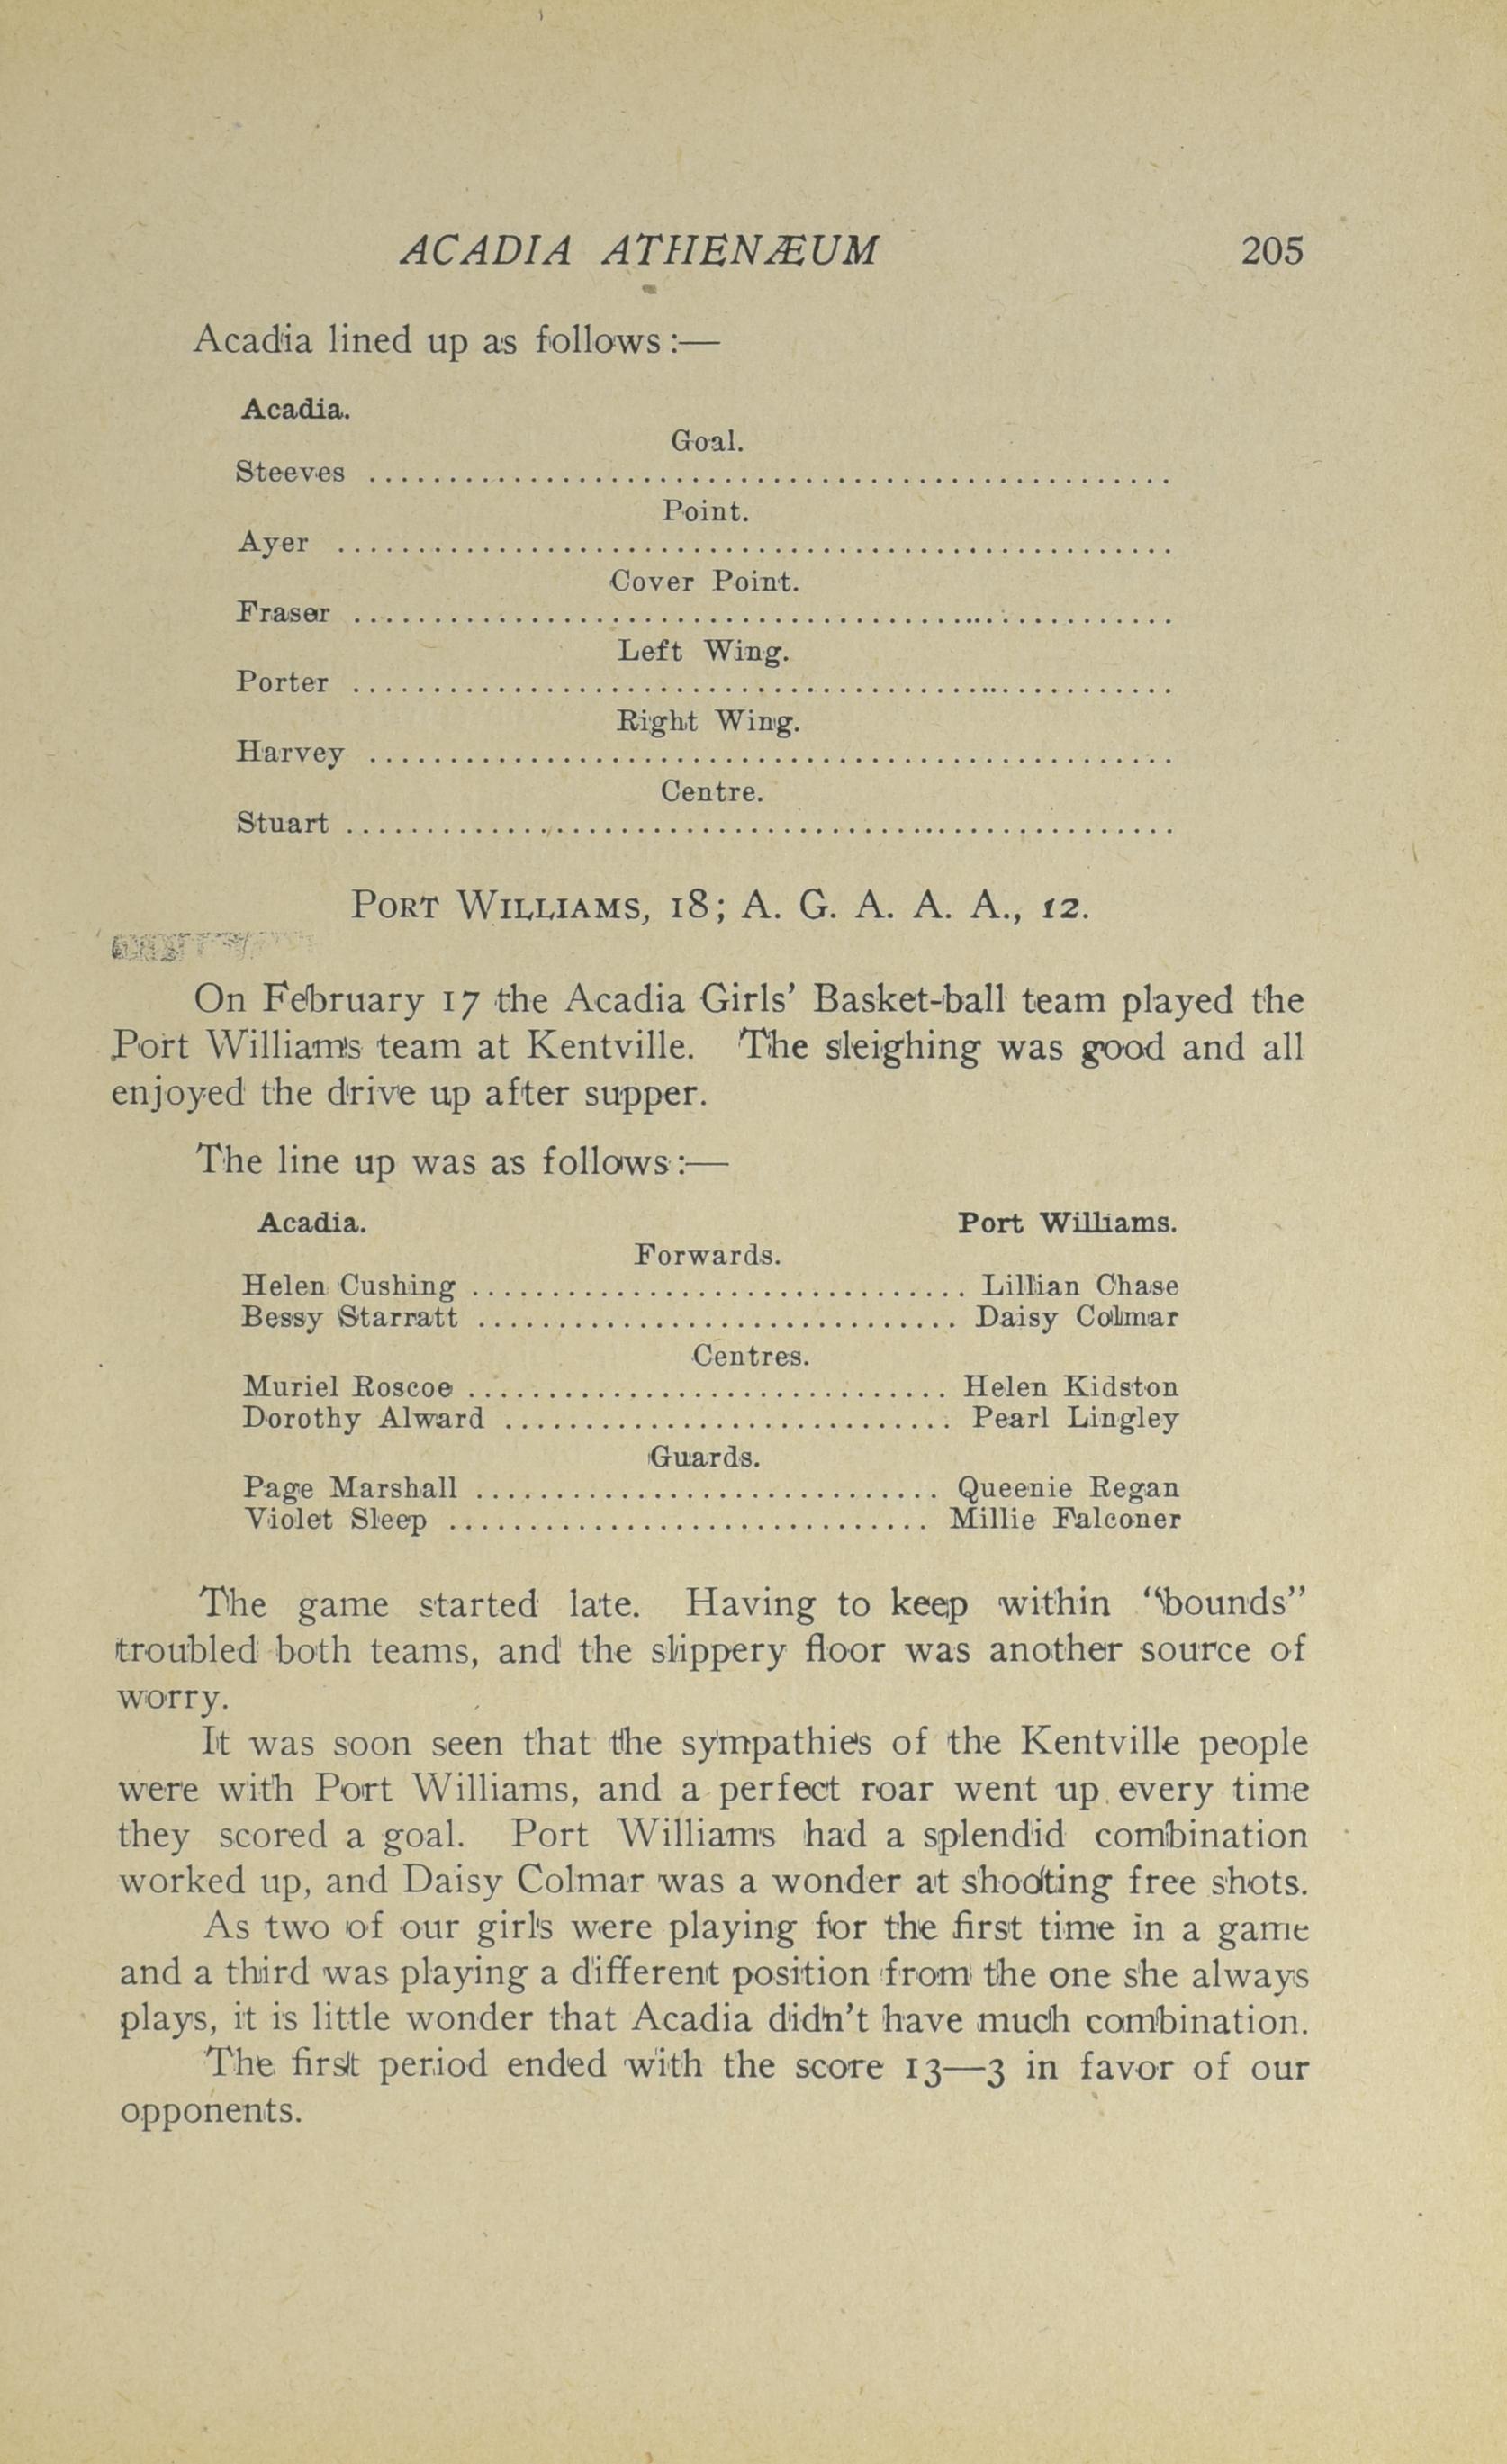 ACADIA ATHENÆUM 205
Acadia lined up as follows:—
Acadia.
Goal.
Steeves ..................................................
Point.
Ayer ....................................................
Cover Point.
Fraser ...................................................
Left Wing.
Porter ...................................................
Right Wing.
Harvey ..................................................
Centre.
Stuart ...................................................
PORT WILLIAMS, 18; A. G. A. A. A., 12.
On February 17 the Acadia Girls' Basket-ball team played the
Port Williams team at Kentville. The sleighing was good and all
enjoyed the drive up after supper.
The line up was as follows:—
Acadia. Port Williams.
Forwards.
Helen Cushing ............................... Lillian Chase
Bessy Starratt .............................. Daisy Colmar
Centres.
Muriel Roscoe .............................. Helen Kidston
Dorothy Alward ............................ Pearl Lingley
Guards.
Page Marshall ............................. Queenie Regan
Violet Sleep .............................. Millie Falconer
The game started late. Having to keep within "bounds"
troubled both teams, and the slippery floor was another source of
worry.
It was soon seen that the sympathies of the Kentville people
were with Port Williams, and a perfect roar went up every time
they scored a goal. Port Williams had a splendid combination
worked up, and Daisy Colmar was a wonder at shooting free shots.
As two of our girls were playing for the first time in a game
and a third was playing a different position from the one she always
plays, it is little wonder that Acadia didn't have much combination.
The first period ended with the score 13—3 in favor of our
opponents.